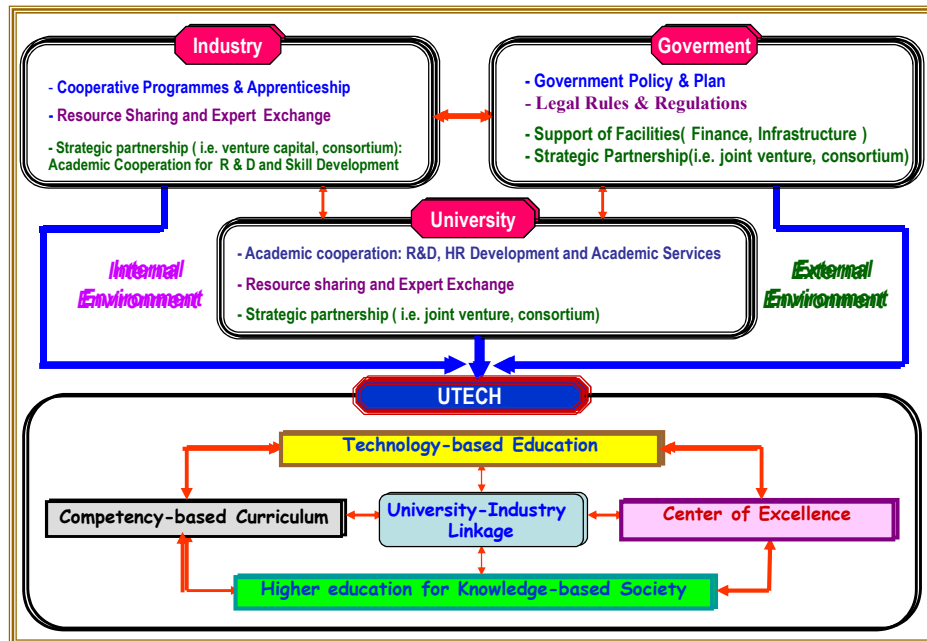 Industry
- Cooperative Programmes & Apprenticeship
- Resource Sharing and Expert Exchange
- Strategic partnership ( i.e. venture capital, consortium):
Academic Cooperation for R & D and Skill Development
Goverment
- Government Policy & Plan
- Legal Rules & Regulations
- Support of Facilities( Finance, Infrastructure )
- Strategic Partnership(i.e. joint venture, consortium)
University
- Academic cooperation: R&D, HR Development and Academic Services
- Resource sharing and Expert Exchange
- Strategic partnership ( i.e. joint venture, consortium)
Internal
Environment
External
Environment
UTECH
Technology-based Education
Competency-based Curriculum
University-Industry
Linkage
Center of Excellence
Higher education for Knowledge-based Society